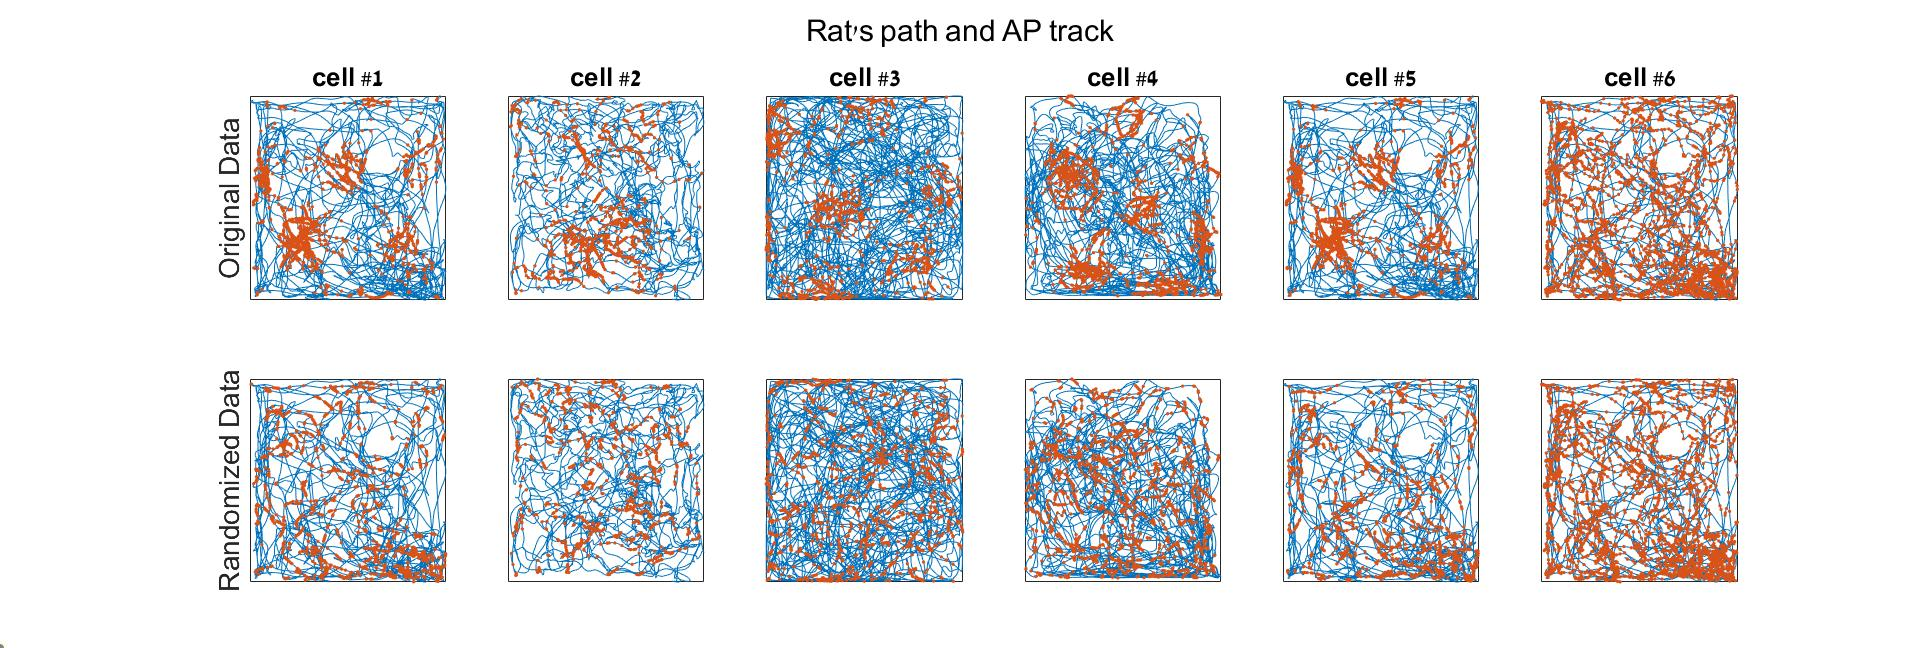 Rat's path and AP track
cell #1 cell #2 cell #3 cell #4 cell #5 cell #6
Original Data
Randomized Data